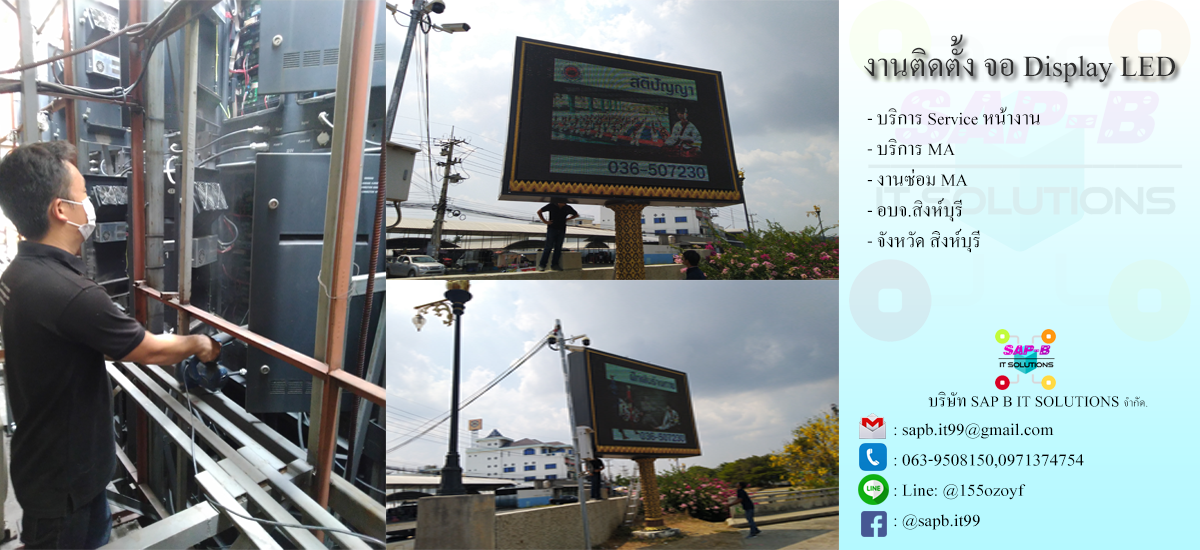 สติปัญญา
036-507230
036-507230
งานติดตั้ง จอ Display LED
- บริการ Service หน้างาน
- บริการ MA
- งานซ่อม MA
- อบจ.สิงห์บุรี
- จังหวัด สิงห์บุรี
SAP-B
IT SOLUTIONS
SAP-B
IT SOLUTIONS
บริษัท SAP B IT SOLUTIONS จำกัด.
: sapb.it99@gmail.com
: 063-9508150,0971374754
LINE : Line: @155ozoyf
: @sapb.it99